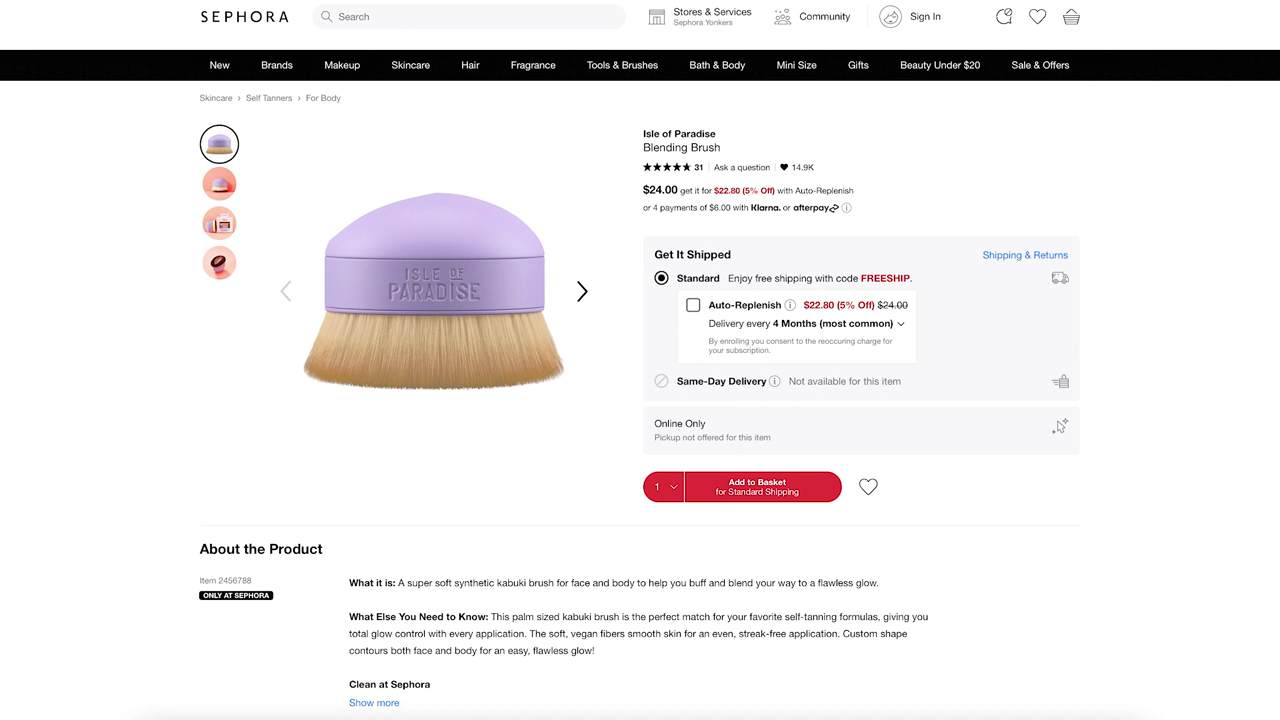 SEPHORA
Search
Stores & Services
Sephora Yonkers
Community
Sign In
New
Brands
Makeup
Skincare
Hair
Fragrance
Tools & Brushes
Bath & Body
Mini Size
Gifts
Beauty Under $20
Sale & Offers
Skincare › Self Tanners › For Body
ISLE OF
PARADISE
Isle of Paradise
Blending Brush
31 | Ask a question | 14.9K
$24.00 get it for $22.80 (5% Off) with Auto-Replenish
or 4 payments of $6.00 with Klarna. or afterpay
Get It Shipped
Shipping & Returns
Standard Enjoy free shipping with code FREESHIP.
Auto-Replenish $22.80 (5% Off) $24.00
Delivery every 4 Months (most common)
By enrolling you consent to the reoccuring charge for
your subscription.
Same-Day Delivery Not available for this item
Online Only
Pickup not offered for this item
1
Add to Basket
for Standard Shipping
About the Product
Item 2456788
ONLY AT SEPHORA
What it is: A super soft synthetic kabuki brush for face and body to help you buff and blend your way to a flawless glow.
What Else You Need to Know: This palm sized kabuki brush is the perfect match for your favorite self-tanning formulas, giving you
total glow control with every application. The soft, vegan fibers smooth skin for an even, streak-free application. Custom shape
contours both face and body for an easy, flawless glow!
Clean at Sephora
Show more